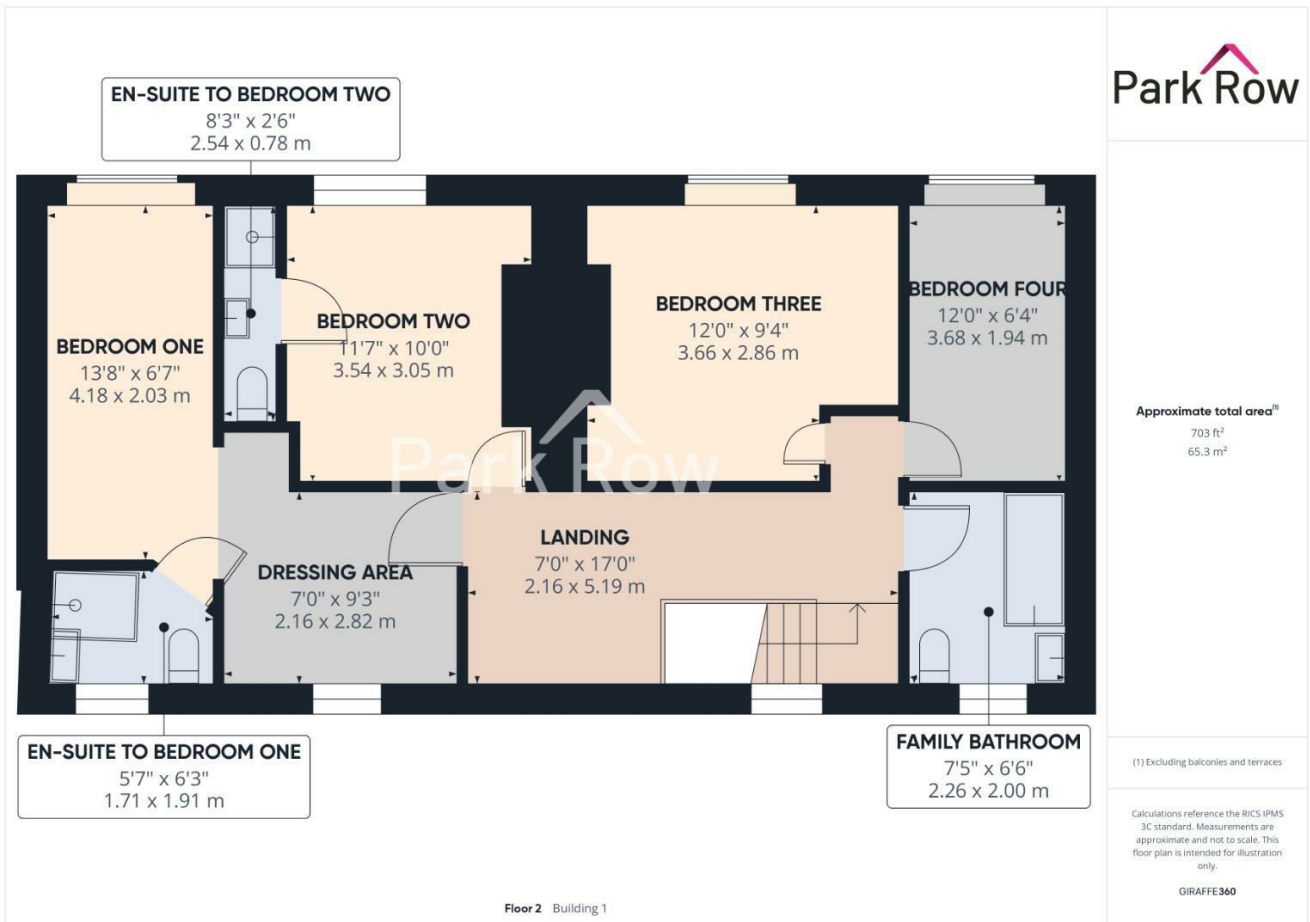 Park Row
EN-SUITE TO BEDROOM TWO
8'3" x 2'6"
2.54 x 0.78 m
BEDROOM ONE
13'8" x 6'7"
4.18 x 2.03 m
BEDROOM TWO
11'7" x 10'0"
3.54 x 3.05 m
BEDROOM THREE
12'0" x 9'4"
3.66 x 2.86 m
BEDROOM FOUR
12'0" x 6'4"
3.68 x 1.94 m
Park Row
LANDING
7'0" x 17'0"
2.16 x 5.19 m
DRESSING AREA
7'0" x 9'3"
2.16 x 2.82 m
EN-SUITE TO BEDROOM ONE
5'7" x 6'3"
1.71 x 1.91 m
FAMILY BATHROOM
7'5" x 6'6"
2.26 x 2.00 m
Approximate total area(1)
703 ft²
65.3 m²
(1) Excluding balconies and terraces
Calculations reference the RICS IPMS
3C standard. Measurements are
approximate and not to scale. This
floor plan is intended for illustration
only.
GIRAFFE360
Floor 2 Building 1